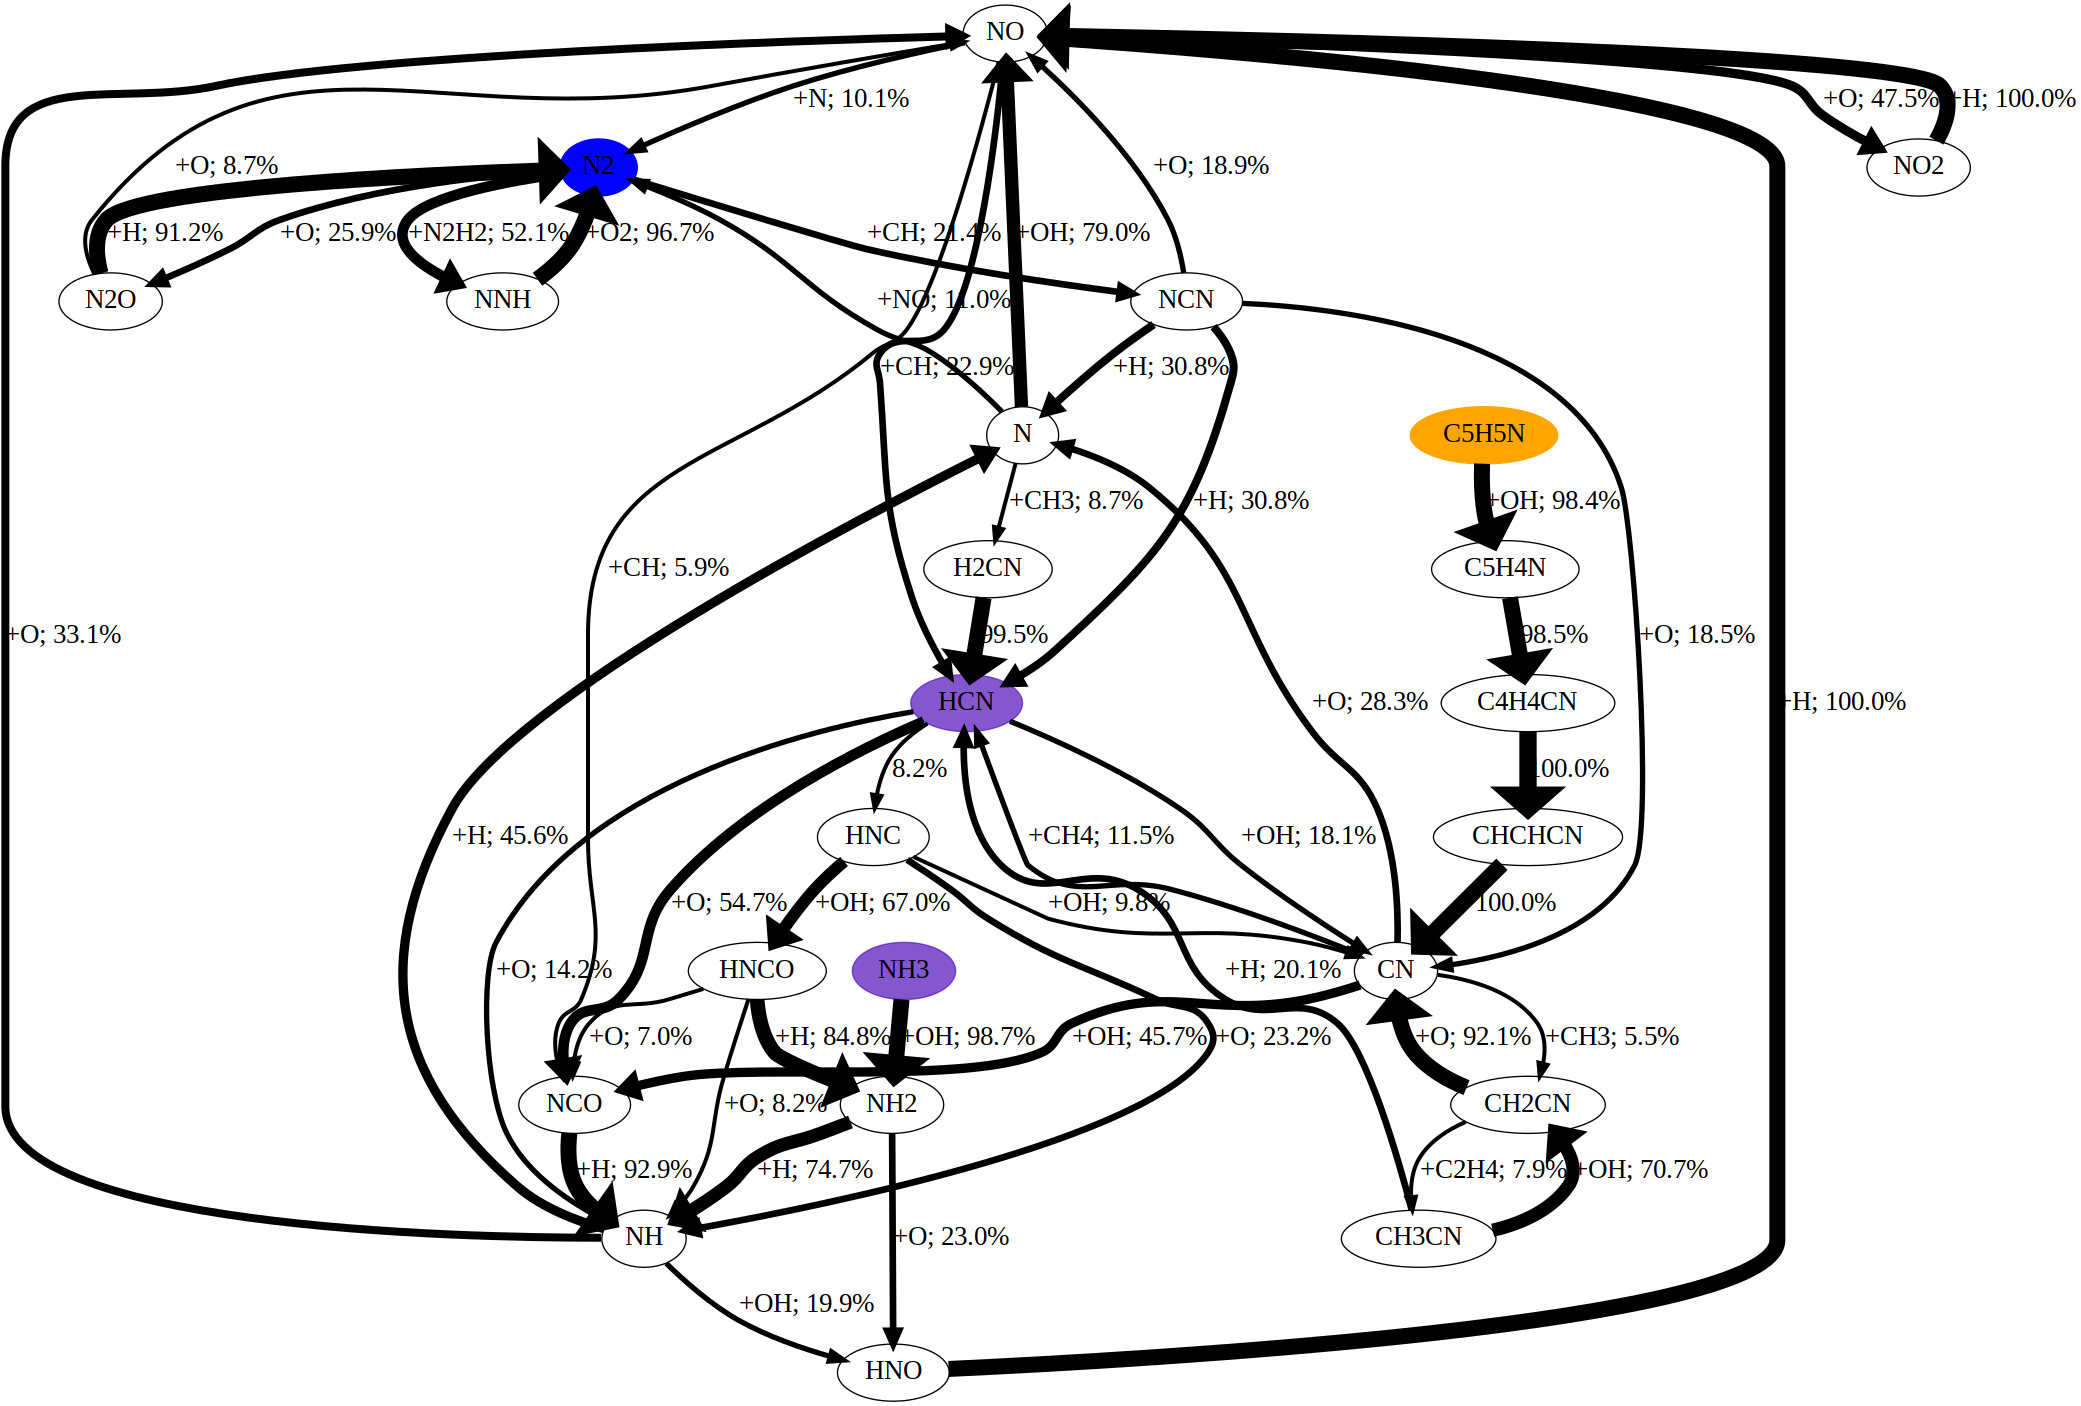 NO
+N; 10.1%
+O; 47.5%
+H; 100.0%
+O; 8.7%
N2
+O; 18.9%
NO2
+H; 91.2%
+O; 25.9%
+N2H2; 52.1%
+O2; 96.7%
+CH; 21.4%
+OH; 79.0%
N2O
NNH
+NO; 11.0%
NCN
+CH; 22.9%
+H; 30.8%
N
C5H5N
+CH3; 8.7%
+H; 30.8%
+OH; 98.4%
+CH; 5.9%
H2CN
C5H4N
+O; 33.1%
99.5%
98.5%
+O; 18.5%
HCN
+O; 28.3%
C4H4CN
+H; 100.0%
8.2%
100.0%
+H; 45.6%
HNC
+CH4; 11.5%
+OH; 18.1%
CHCHCN
+O; 54.7%
+OH; 67.0%
+OH; 9.8%
100.0%
+O; 14.2%
HNCO
NH3
+H; 20.1%
CN
+O; 7.0%
+H; 84.8%
+OH; 98.7%
+OH; 45.7%
+O; 23.2%
+O; 92.1%
+CH3; 5.5%
NCO
+O; 8.2%
NH2
CH2CN
+H; 92.9%
+H; 74.7%
+C2H4; 7.9%
+OH; 70.7%
NH
+O; 23.0%
CH3CN
+OH; 19.9%
HNO